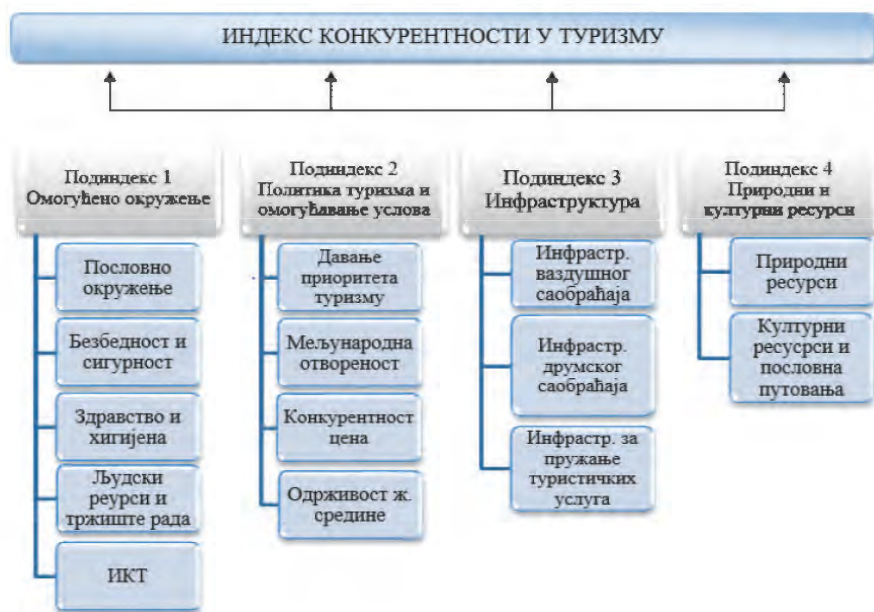 ИНДЕКС КОНКУРЕНТНОСТИ У ТУРИЗМУ
Подиндекс 1
Омогућено окружење
Пословно
окружење
Безбедност и
сигурност
Здравство и
хигијена
Људски
реурси и
тржиште рада
ИКТ
Подиндекс 2
Политика туризма и
омогућавање услова
Давање
приоритета
туризму
Мељународна
отвореност
Конкурентност
цена
Одрживост ж.
средине
Подиндекс 3
Инфраструктура
Инфрастр.
ваздушног
саобраћаја
Инфрастр.
друмског
саобраћаја
Инфрастр. за
пружање
туристичких
услуга
Подиндекс 4
Природни и
културни ресурси
Природни
ресурси
Културни
ресусрси и
пословна
путовања